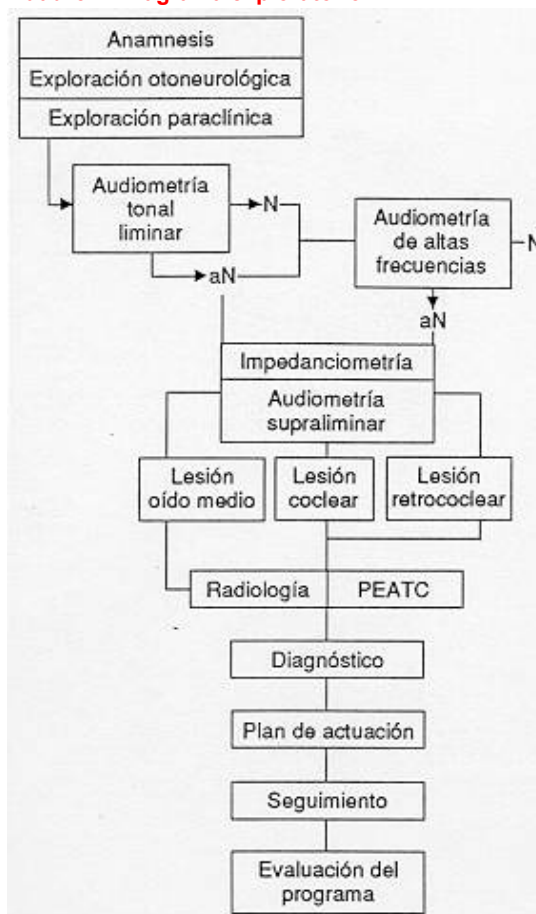 Anamnesis
Exploración otoneurológica
Exploración paraclínica
Audiometría
tonal
liminar
N
aN
Audiometría
de altas
frecuencias
N
aN
Impedanciometría
Audiometría
supraliminar
Lesión
oído medio
Lesión
coclear
Lesión
retrococlear
Radiología
PEATC
Diagnóstico
Plan de actuación
Seguimiento
Evaluación del
programa